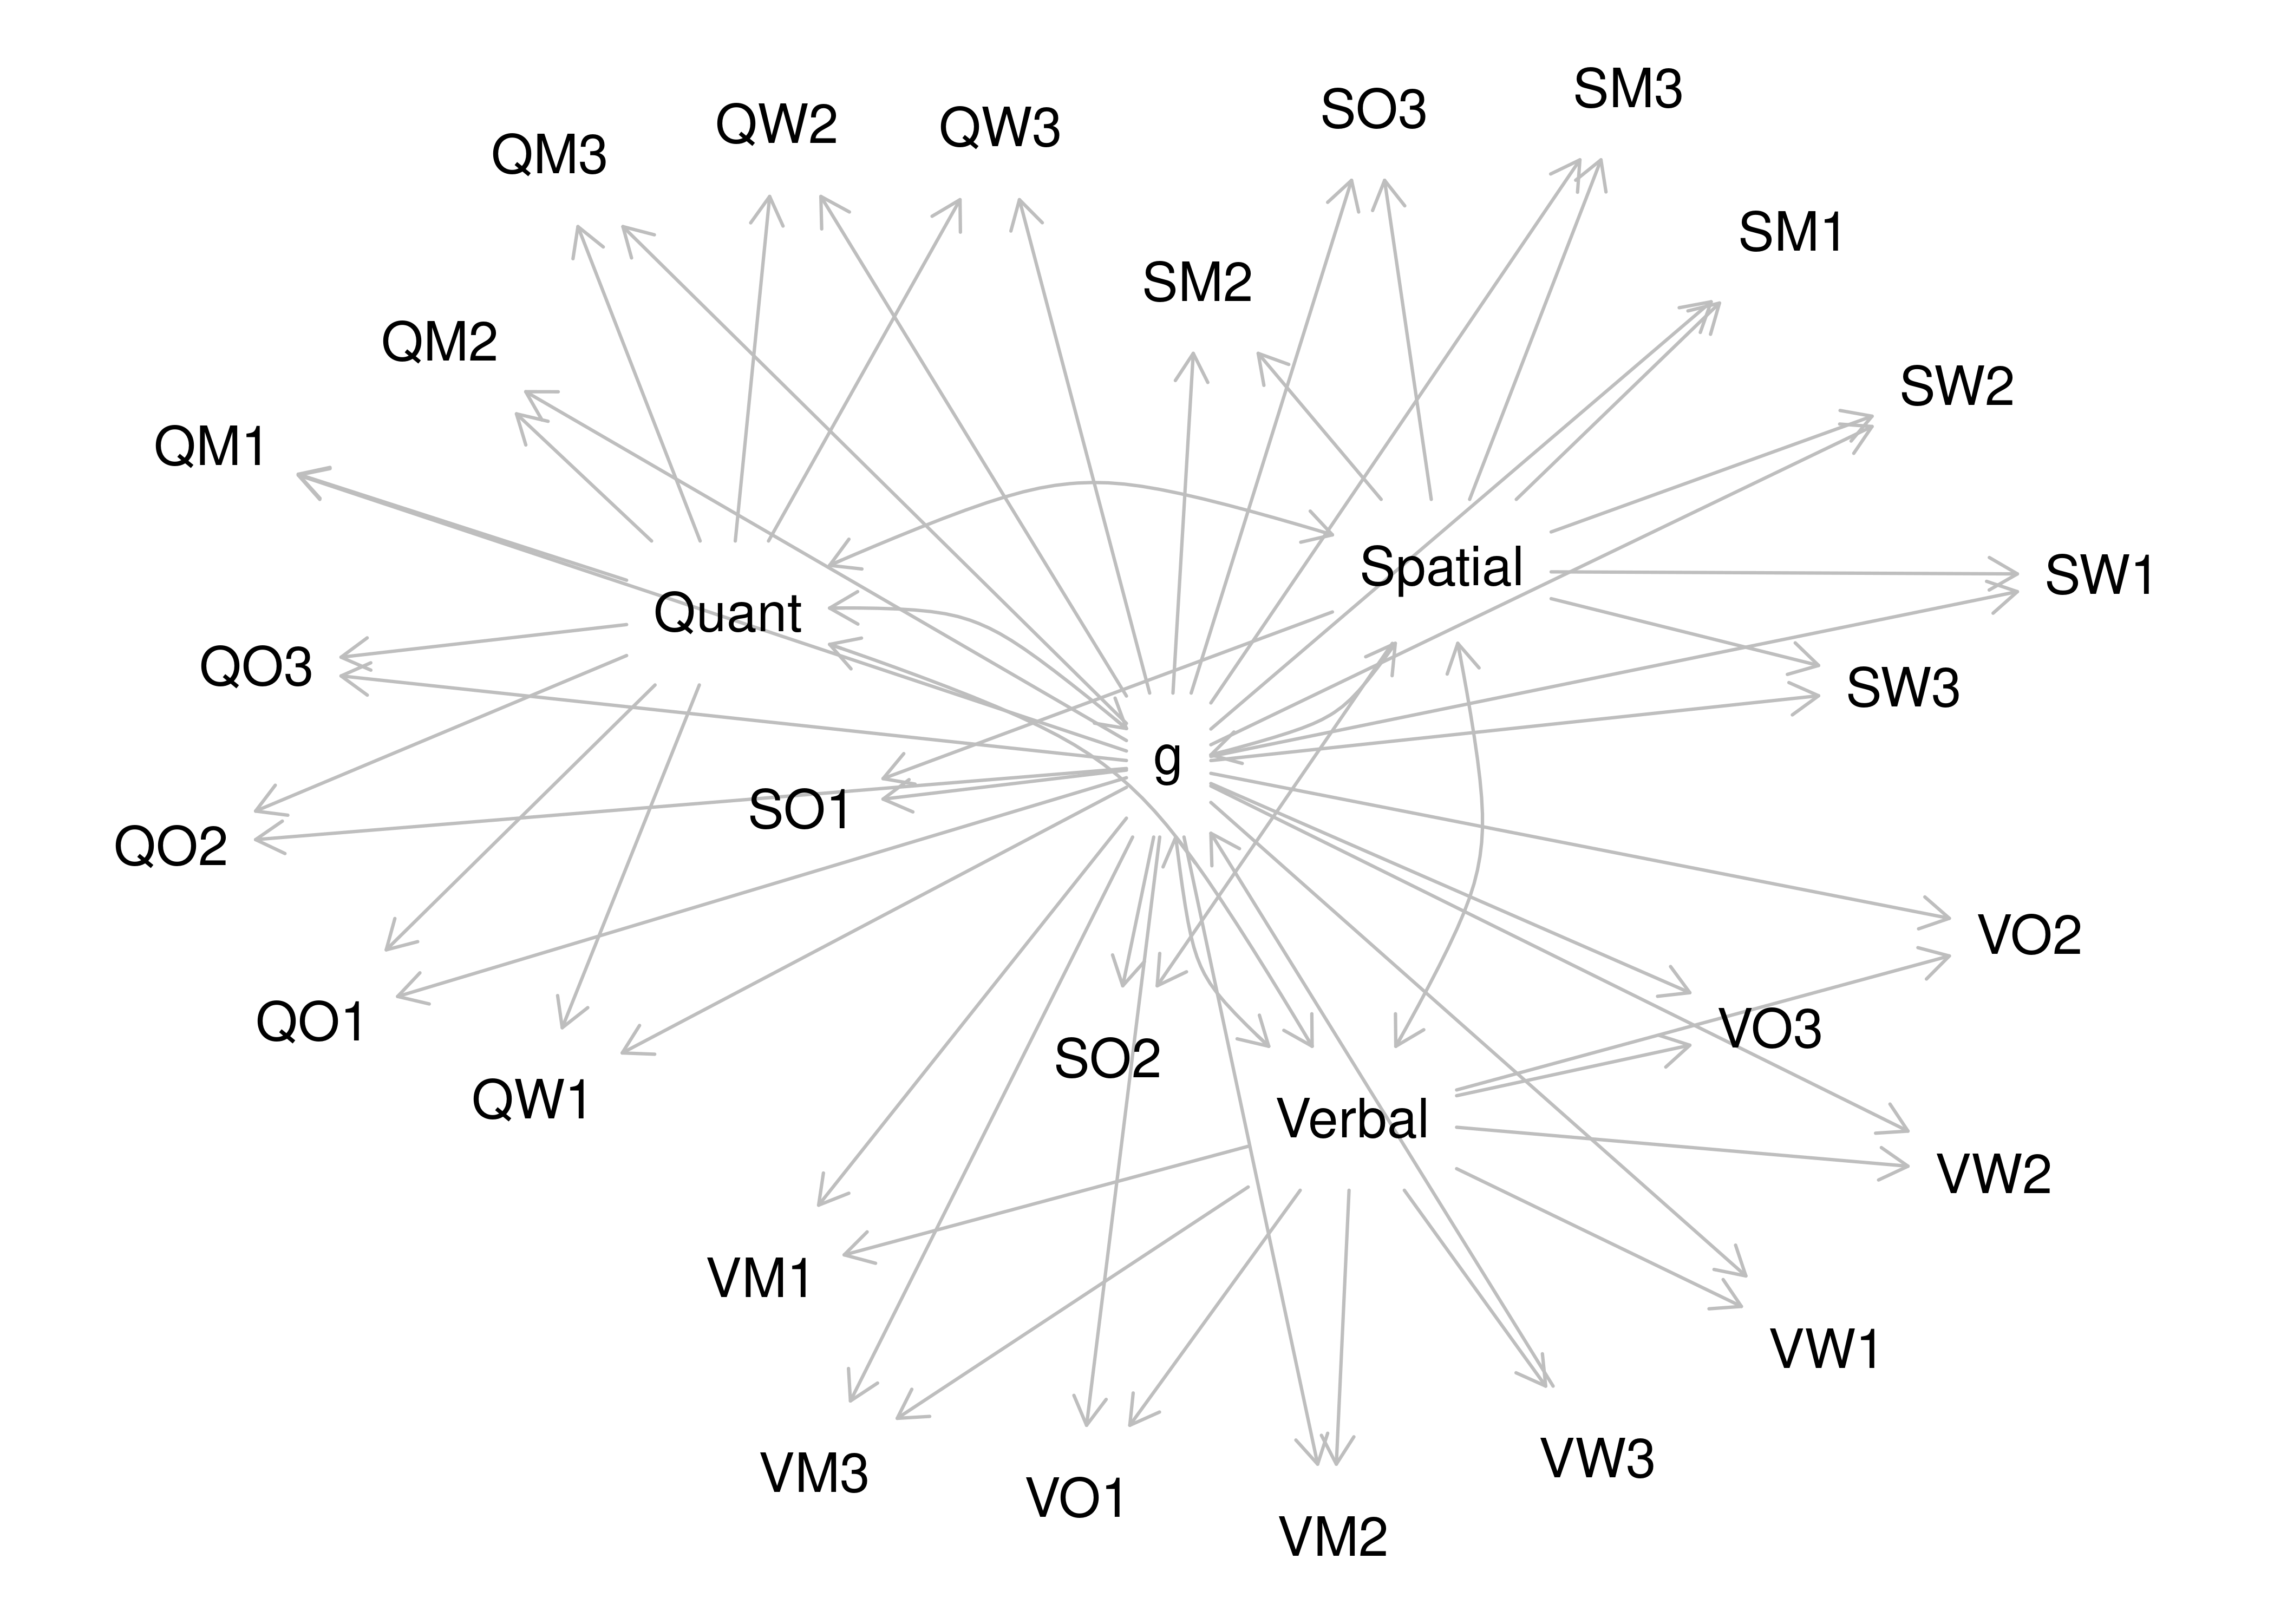 SM3
SO3
QW2
QW3
QM3
SM1
SM2
QM2
SW2
QM1
Spatial
SW1
Quant
QO3
SW3
g
SO1
QO2
VO2
QO1
VO3
SO2
QW1
Verbal
VW2
VM1
VW1
VW3
VM3
VO1
VM2